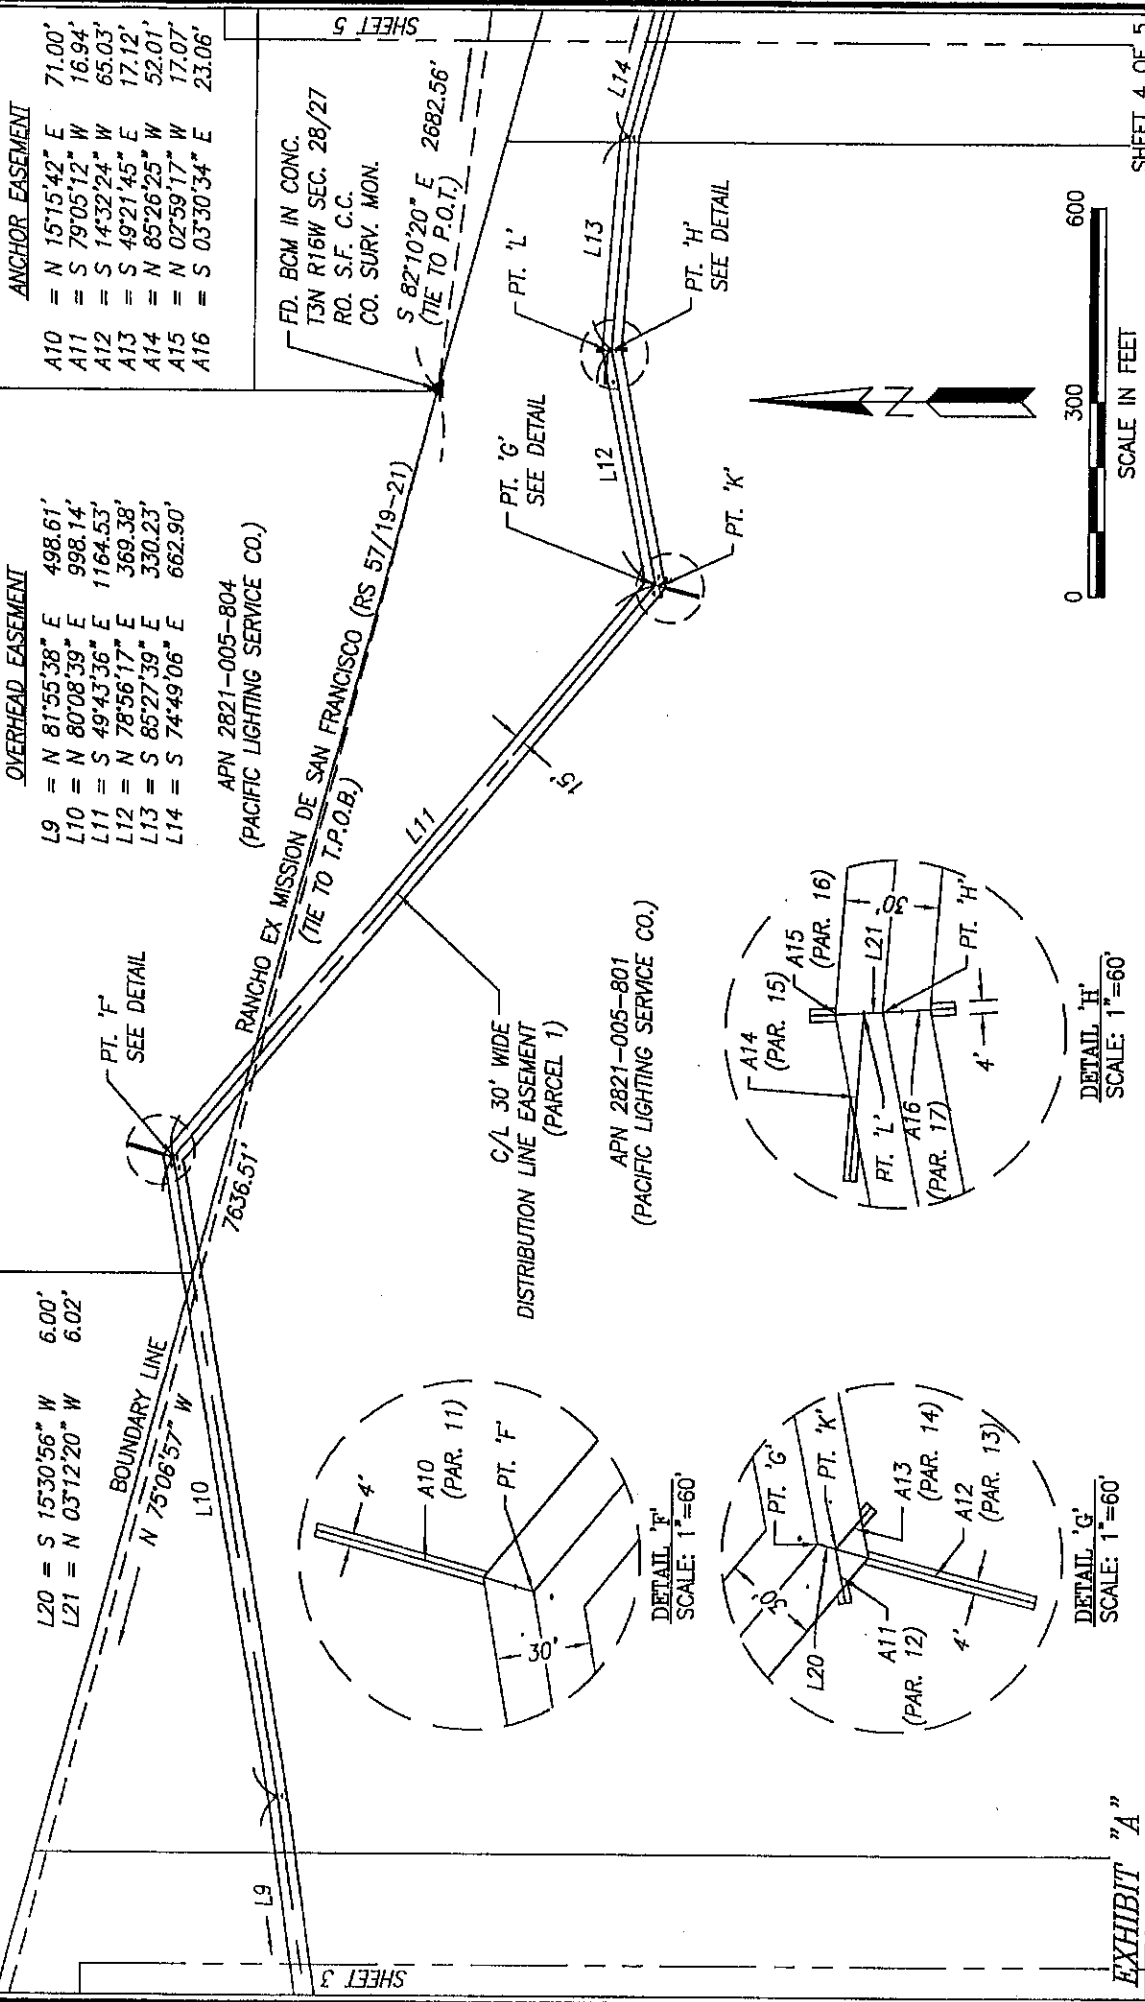 L20 = S 15°30'56" W 6.00'
L21 = N 03°12'20" W 6.02'
OVERHEAD EASEMENT
L9 = N 81°55'38" E 498.61'
L10 = N 80°08'39" E 998.14'
L11 = S 49°43'36" E 1164.53'
L12 = N 78°56'17" E 369.38'
L13 = S 85°27'39" E 330.23'
L14 = S 74°49'06" E 662.90'
ANCHOR EASEMENT
A10 = N 15°15'42" E 71.00'
A11 = S 79°05'12" W 16.94'
A12 = S 14°32'24" W 65.03'
A13 = S 49°21'45" E 17.12'
A14 = N 85°26'25" W 52.01'
A15 = N 02°59'17" W 17.07'
A16 = S 03°30'34" E 23.06'
BOUNDARY LINE
N 75°06'57" W
7636.51'
L9
L10
SHEET 3
PT. 'F'
SEE DETAIL
APN 2821-005-804
(PACIFIC LIGHTING SERVICE CO.)
RANCHO EX MISSION DE SAN FRANCISCO (RS 57/19-21)
(TIE TO T.P.O.B.)
FD. BCM IN CONC.
T3N R16W SEC. 28/27
RO. S.F. C.C.
CO. SURV. MON.
S 82°10'20" E 2682.56'
(TIE TO P.O.T.)
SHEET 5
L11
15'
C/L 30' WIDE
DISTRIBUTION LINE EASEMENT
(PARCEL 1)
APN 2821-005-801
(PACIFIC LIGHTING SERVICE CO.)
PT. 'G'
SEE DETAIL
PT. 'K'
L12
PT. 'L'
L13
PT. 'H'
SEE DETAIL
L14
4'
A10
(PAR. 11)
PT. 'F'
30'
DETAIL 'F'
SCALE: 1"=60'
PT. 'G'
PT. 'K'
30'
L20
A11
(PAR. 12)
A13
(PAR. 14)
A12
(PAR. 13)
4'
DETAIL 'G'
SCALE: 1"=60'
A14
(PAR. 15)
A15
(PAR. 16)
30'
L21
PT. 'L'
PT. 'H'
A16
(PAR. 17)
4'
DETAIL 'H'
SCALE: 1"=60'
N
0 300 600
SCALE IN FEET
EXHIBIT "A"
SHEET 4 OF 5